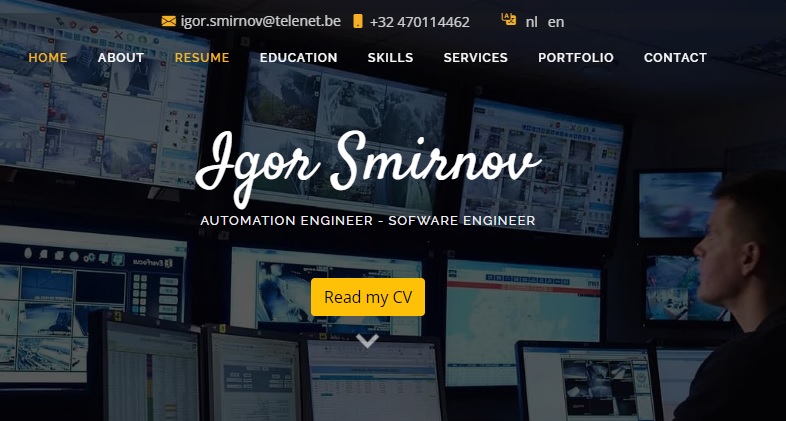 igor.smirnov@telenet.be +32 470114462 nl en
HOME ABOUT RESUME EDUCATION SKILLS SERVICES PORTFOLIO CONTACT
Igor Smirnov
AUTOMATION ENGINEER - SOFWARE ENGINEER
EverFocus
Read my CV